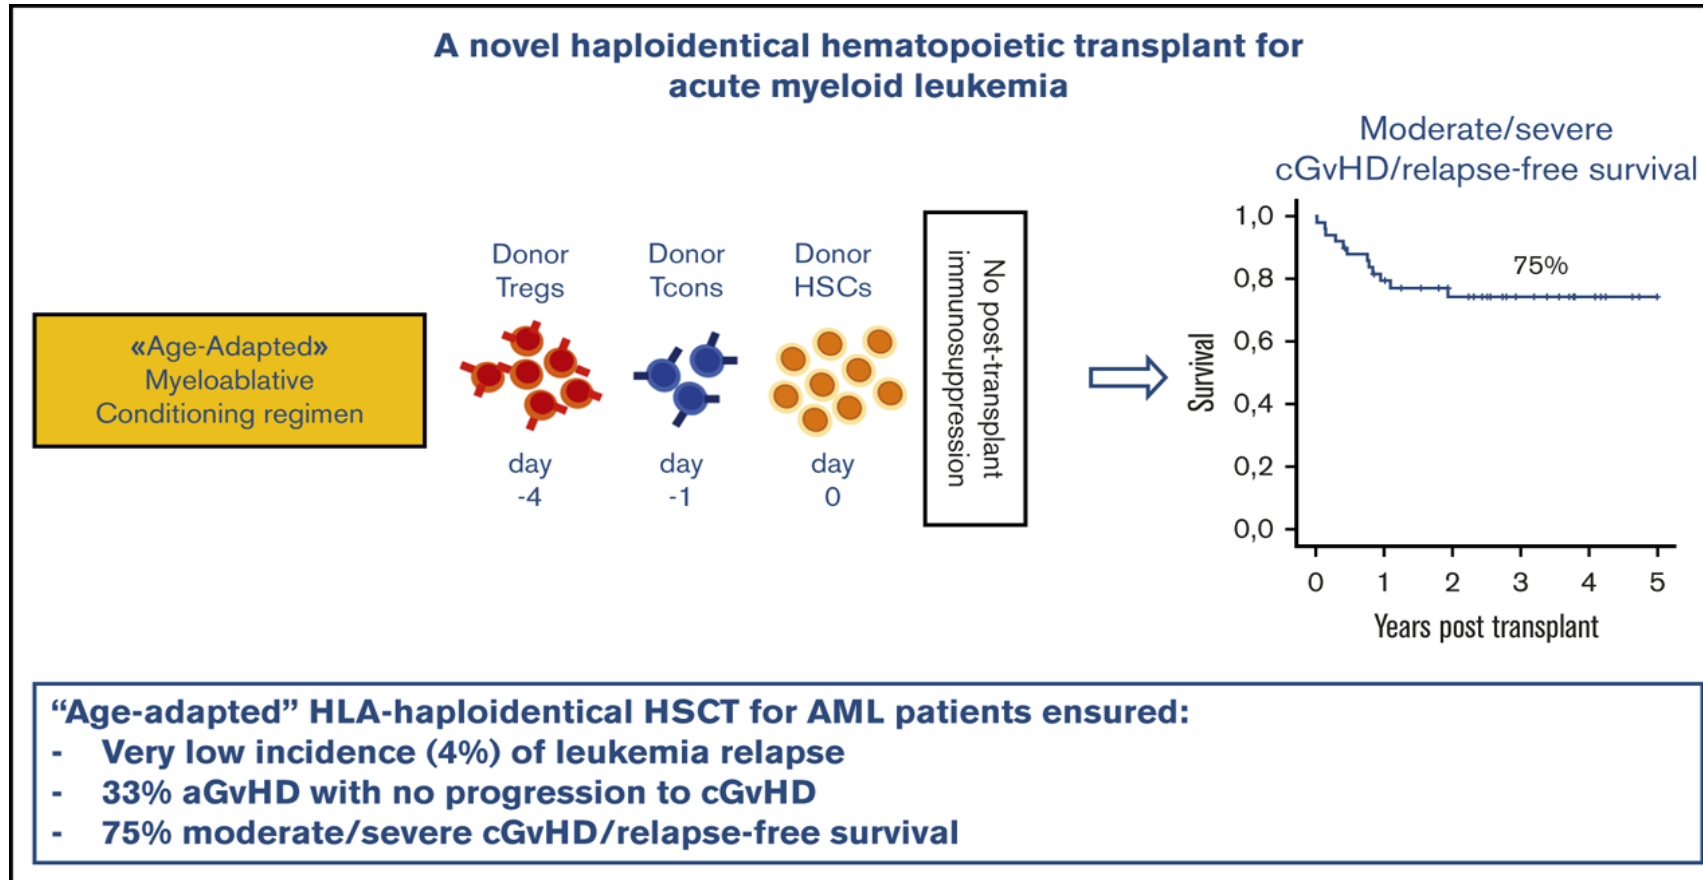 A novel haploidentical hematopoietic transplant for
acute myeloid leukemia
«Age-Adapted»
Myeloablative
Conditioning regimen
Donor
Tregs
day
-4
Donor
Tcons
day
-1
Donor
HSCs
day
0
No post-transplant
immunosuppression
Moderate/severe
cGvHD/relapse-free survival
Survival
1,0
0,8
0,6
0,4
0,2
0,0
75%
0 1 2 3 4 5
Years post transplant
“Age-adapted” HLA-haploidentical HSCT for AML patients ensured:
- Very low incidence (4%) of leukemia relapse
- 33% aGvHD with no progression to cGvHD
- 75% moderate/severe cGvHD/relapse-free survival